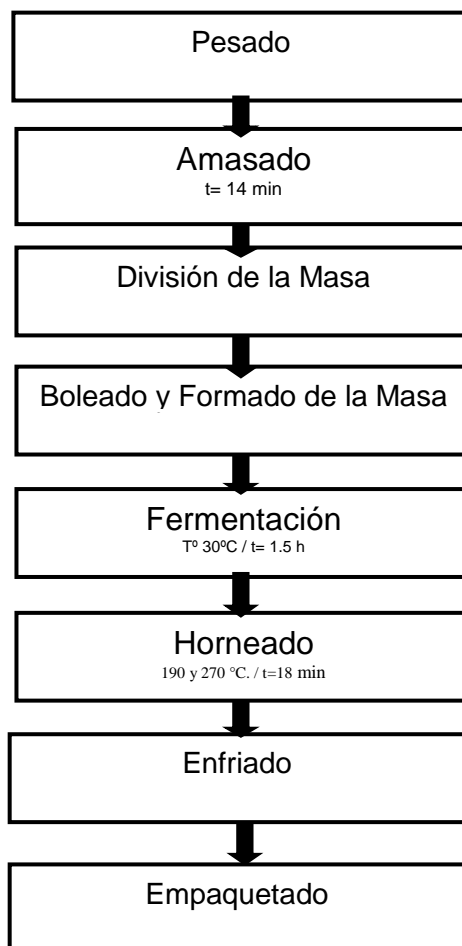 Pesado
Amasado
t= 14 min
División de la Masa
Boleado y Formado de la Masa
Fermentación
Tº 30ºC / t= 1.5 h
Horneado
190 y 270 °C. / t=18 min
Enfriado
Empaquetado